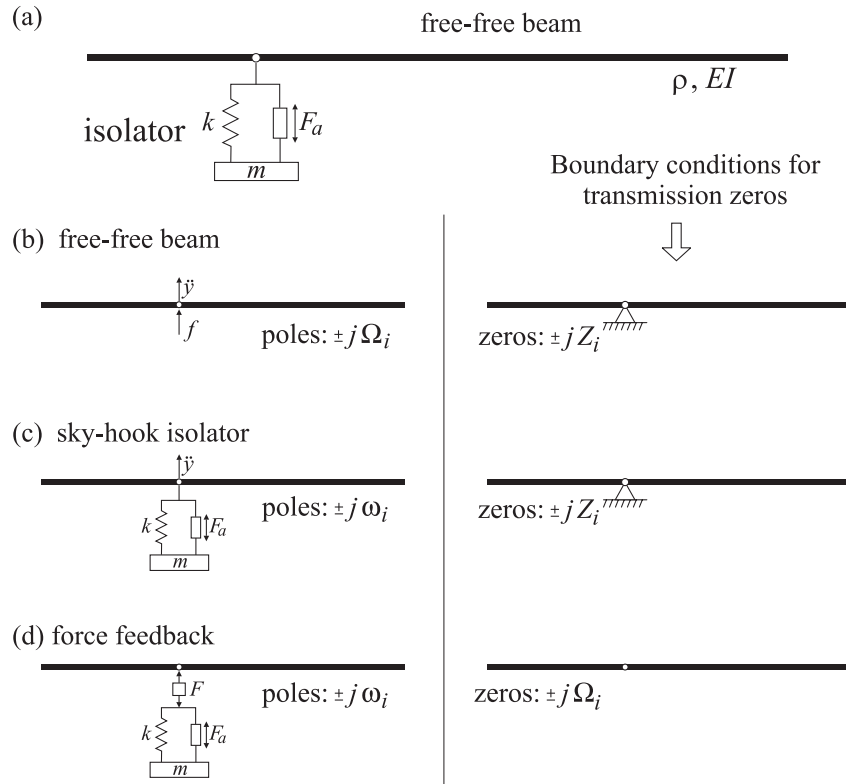 (a)
free-free beam
ρ, EI
isolator
k
F_a
m
Boundary conditions for
transmission zeros
(b) free-free beam
ÿ
f
poles: ± j Ω_i
zeros: ± j Z_i
(c) sky-hook isolator
ÿ
k
F_a
m
poles: ± j ω_i
zeros: ± j Z_i
(d) force feedback
F
k
F_a
m
poles: ± j ω_i
zeros: ± j Ω_i